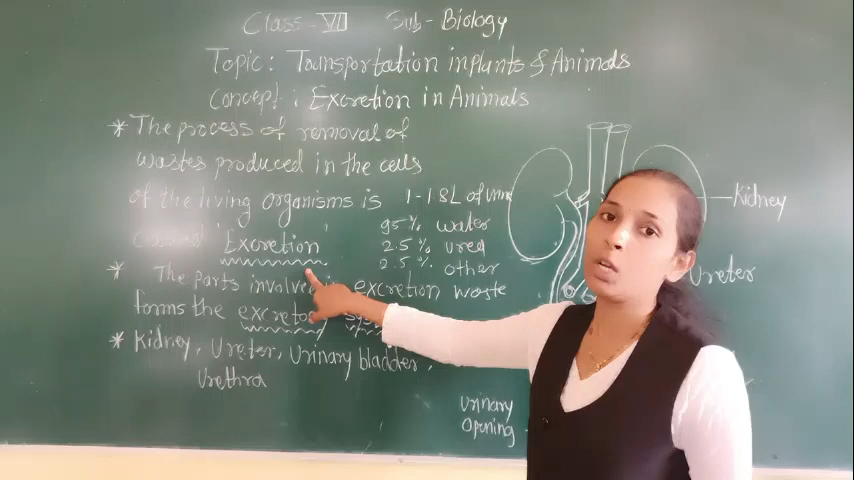 Class - VII Sub - Biology
Topic : Transportation in plants & Animals
Concept : Excretion in Animals
* The process of removal of
wastes produced in the cells
of the living organisms is
called 'Excretion'
* The parts involved in excretion
forms the excretory
* Kidney, Ureter, Urinary bladder,
Urethra
1-1.8L of urine
95% water
2.5% urea
2.5% other
waste
Kidney
Ureter
Urinary
Opening